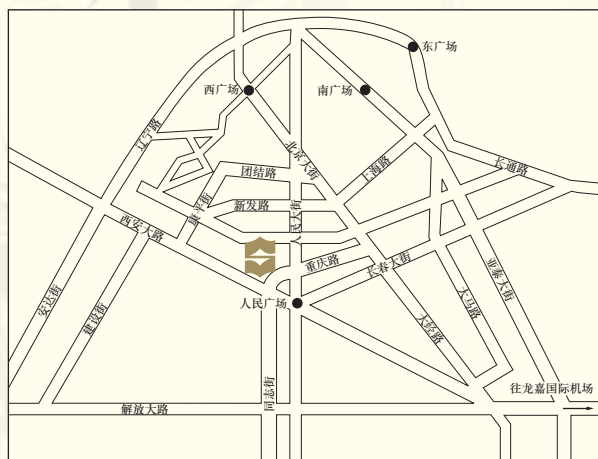 东广场
西广场
南广场
辽宁路
北京大街
上海路
长通路
团结路
康平街
新发路
人民大街
西安大路
重庆路
长春大街
亚泰大街
安达街
建设街
人民广场
大马路
大经路
往龙嘉国际机场
同志街
解放大路